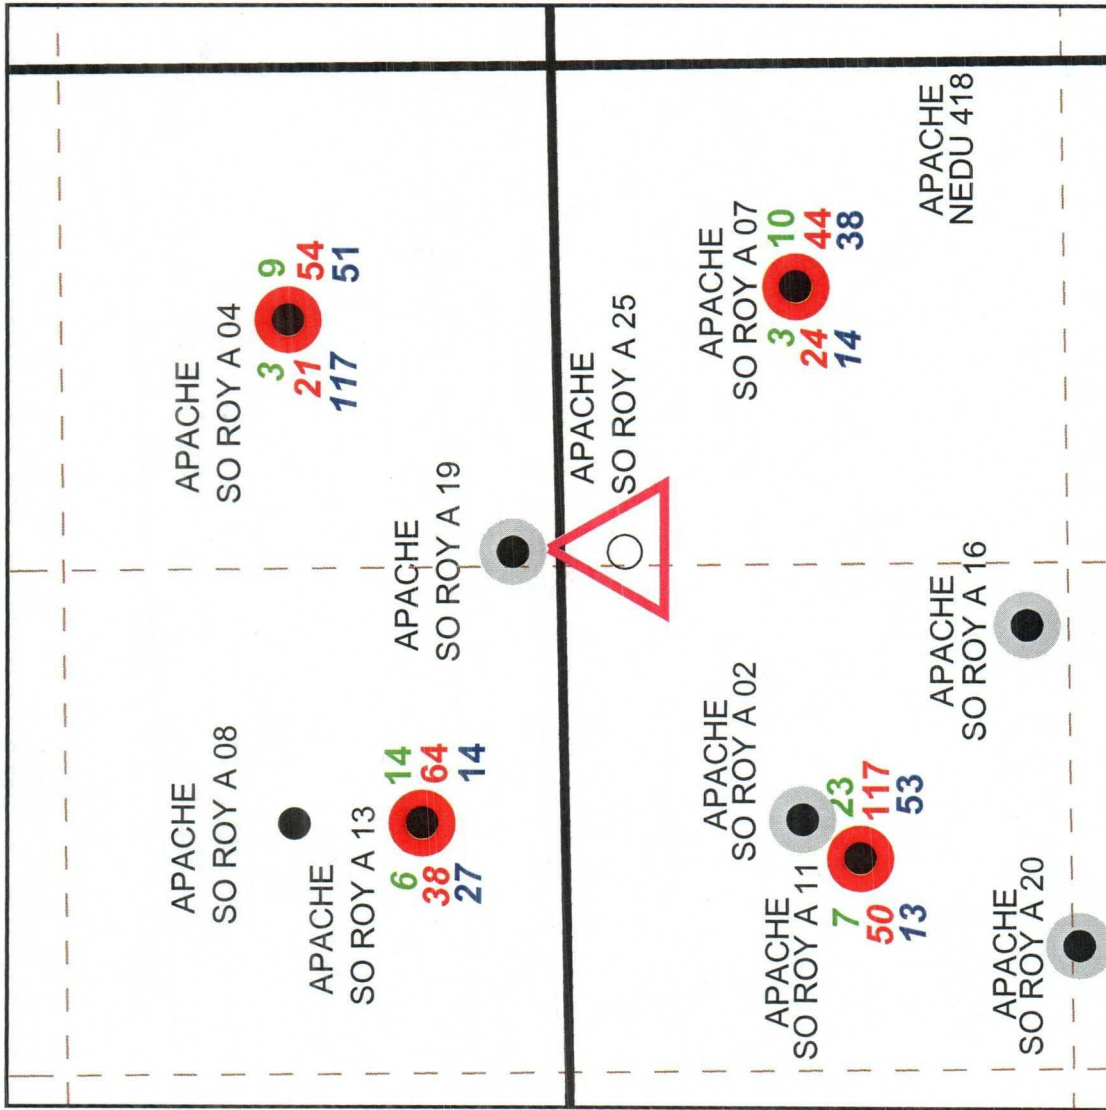 APACHE
SO ROY A 08
APACHE
SO ROY A 04
3 9
21 54
117 51
APACHE
SO ROY A 13
6 14
38 64
27 14
APACHE
SO ROY A 19
APACHE
SO ROY A 25
APACHE
SO ROY A 02
APACHE
SO ROY A 07
3 10
24 44
14 38
APACHE
SO ROY A 11
7 23
50 117
13 53
APACHE
NEDU 418
APACHE
SO ROY A 16
APACHE
SO ROY A 20